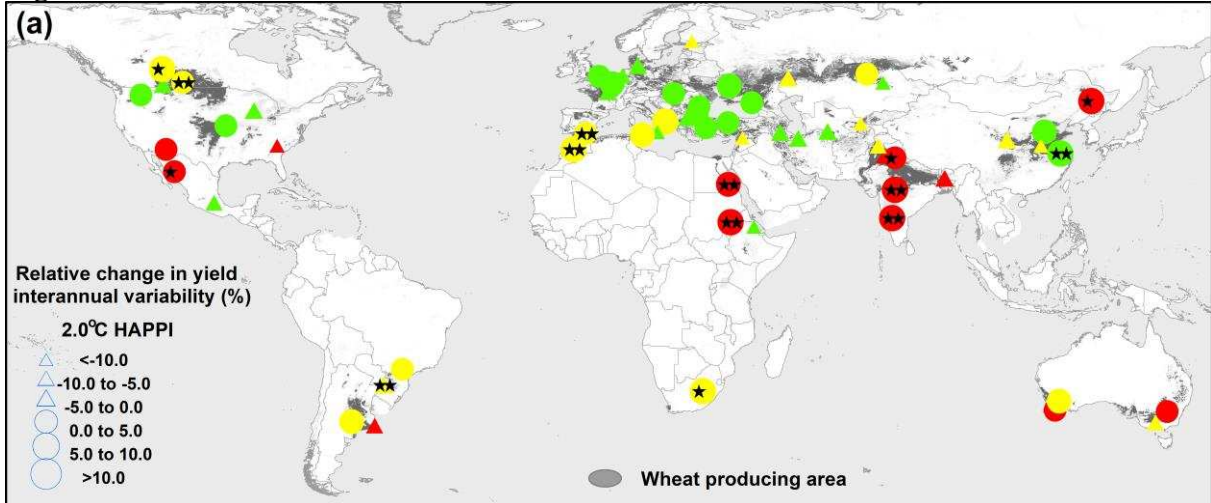 (a)
Relative change in yield
interannual variability (%)
2.0°C HAPPI
<-10.0
-10.0 to -5.0
-5.0 to 0.0
0.0 to 5.0
5.0 to 10.0
>10.0
Wheat producing area